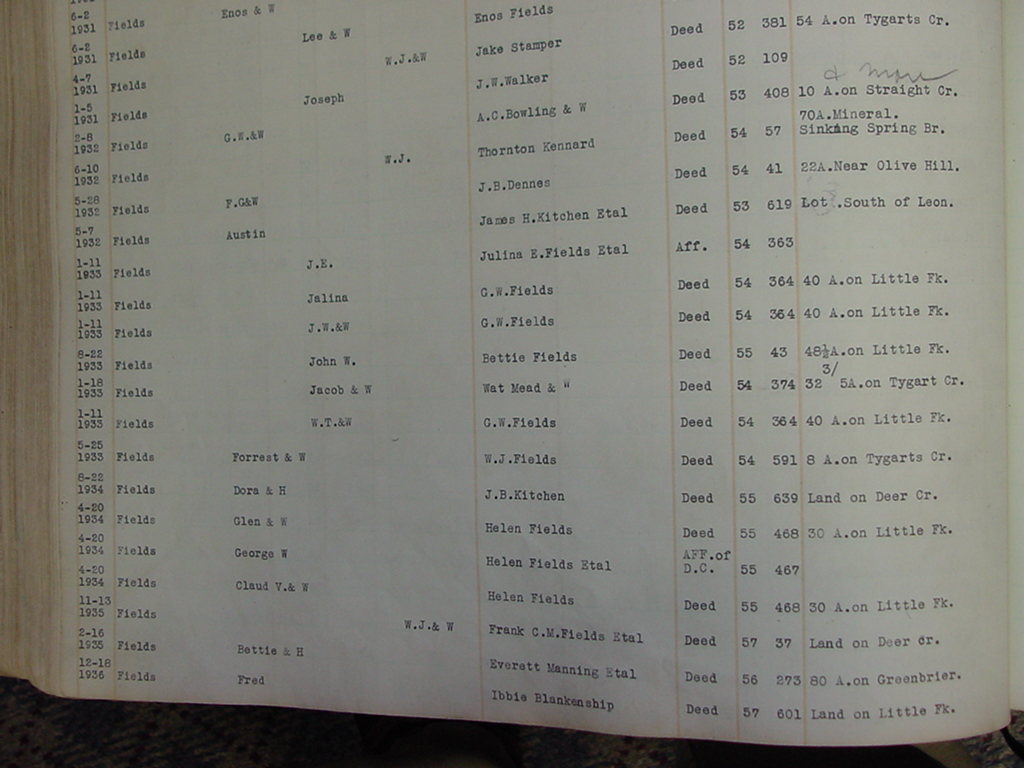 6-2 1931 Fields Enos & W
6-2 1931 Fields Lee & W Enos Fields
4-7 1931 Fields W.J.&W Jake Stamper Deed 52 381 54 A.on Tygarts Cr.
1-5 1931 Fields Joseph J.W.Walker Deed 52 109
& more
2-8 1932 Fields G.W.&W A.C.Bowling & W Deed 53 408 10 A.on Straight Cr.
70A.Mineral.
6-10 1932 Fields W.J. Thornton Kennard Deed 54 57 Sinking Spring Br.
5-28 1932 Fields F.G&W J.B.Dennes Deed 54 41 22A.Near Olive Hill.
5-7 1932 Fields Austin James H.Kitchen Etal Deed 53 619 Lot .South of Leon.
1-11 1933 Fields J.E. Julina E.Fields Etal Aff. 54 363
1-11 1933 Fields Jalina G.W.Fields Deed 54 364 40 A.on Little Fk.
1-11 1933 Fields J.W.&W G.W.Fields Deed 54 364 40 A.on Little Fk.
8-22 1933 Fields John W. Bettie Fields Deed 55 43 48½A.on Little Fk.
1-18 1933 Fields Jacob & W Wat Mead & W Deed 54 374 32 3/5A.on Tygart Cr.
1-11 1933 Fields W.T.&W G.W.Fields Deed 54 364 40 A.on Little Fk.
5-25 1933 Fields Forrest & W W.J.Fields Deed 54 591 8 A.on Tygarts Cr.
8-22 1934 Fields Dora & H J.B.Kitchen Deed 55 639 Land on Deer Cr.
4-20 1934 Fields Glen & W Helen Fields Deed 55 468 30 A.on Little Fk.
4-20 1934 Fields George W Helen Fields Etal AFF.of D.C. 55 467
4-20 1934 Fields Claud V.& W Helen Fields Deed 55 468 30 A.on Little Fk.
11-13 1935 Fields W.J.& W Frank C.M.Fields Etal Deed 57 37 Land on Deer Cr.
2-16 1935 Fields Bettie & H Everett Manning Etal Deed 56 273 80 A.on Greenbrier.
12-18 1936 Fields Fred Ibbie Blankenship Deed 57 601 Land on Little Fk.